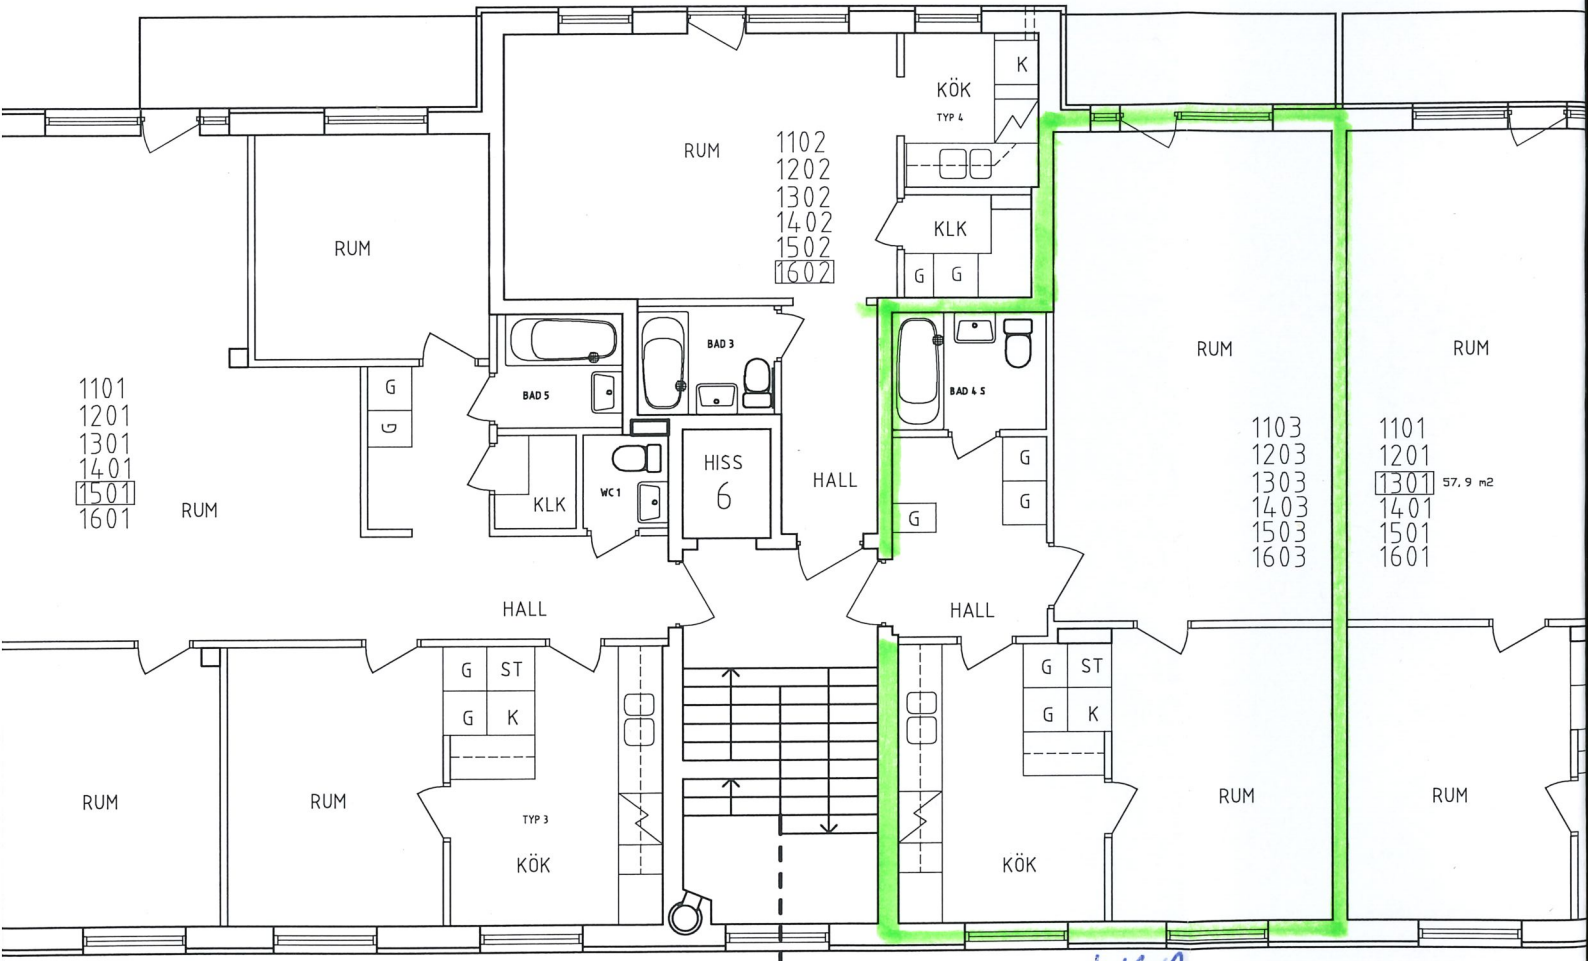 K
KÖK
TYP 4
RUM
1102
1202
1302
1402
1502
1602
KLK
G
G
RUM
BAD 3
BAD 5
BAD 4 S
RUM
RUM
G
G
1101
1201
1301
1401
1501
1601
RUM
KLK
WC 1
HISS
6
HALL
G
G
G
1103
1203
1303
1403
1503
1603
1101
1201
1301
57,9 m2
1401
1501
1601
HALL
HALL
G
ST
G
K
G
ST
G
K
RUM
RUM
TYP 3
KÖK
KÖK
RUM
RUM